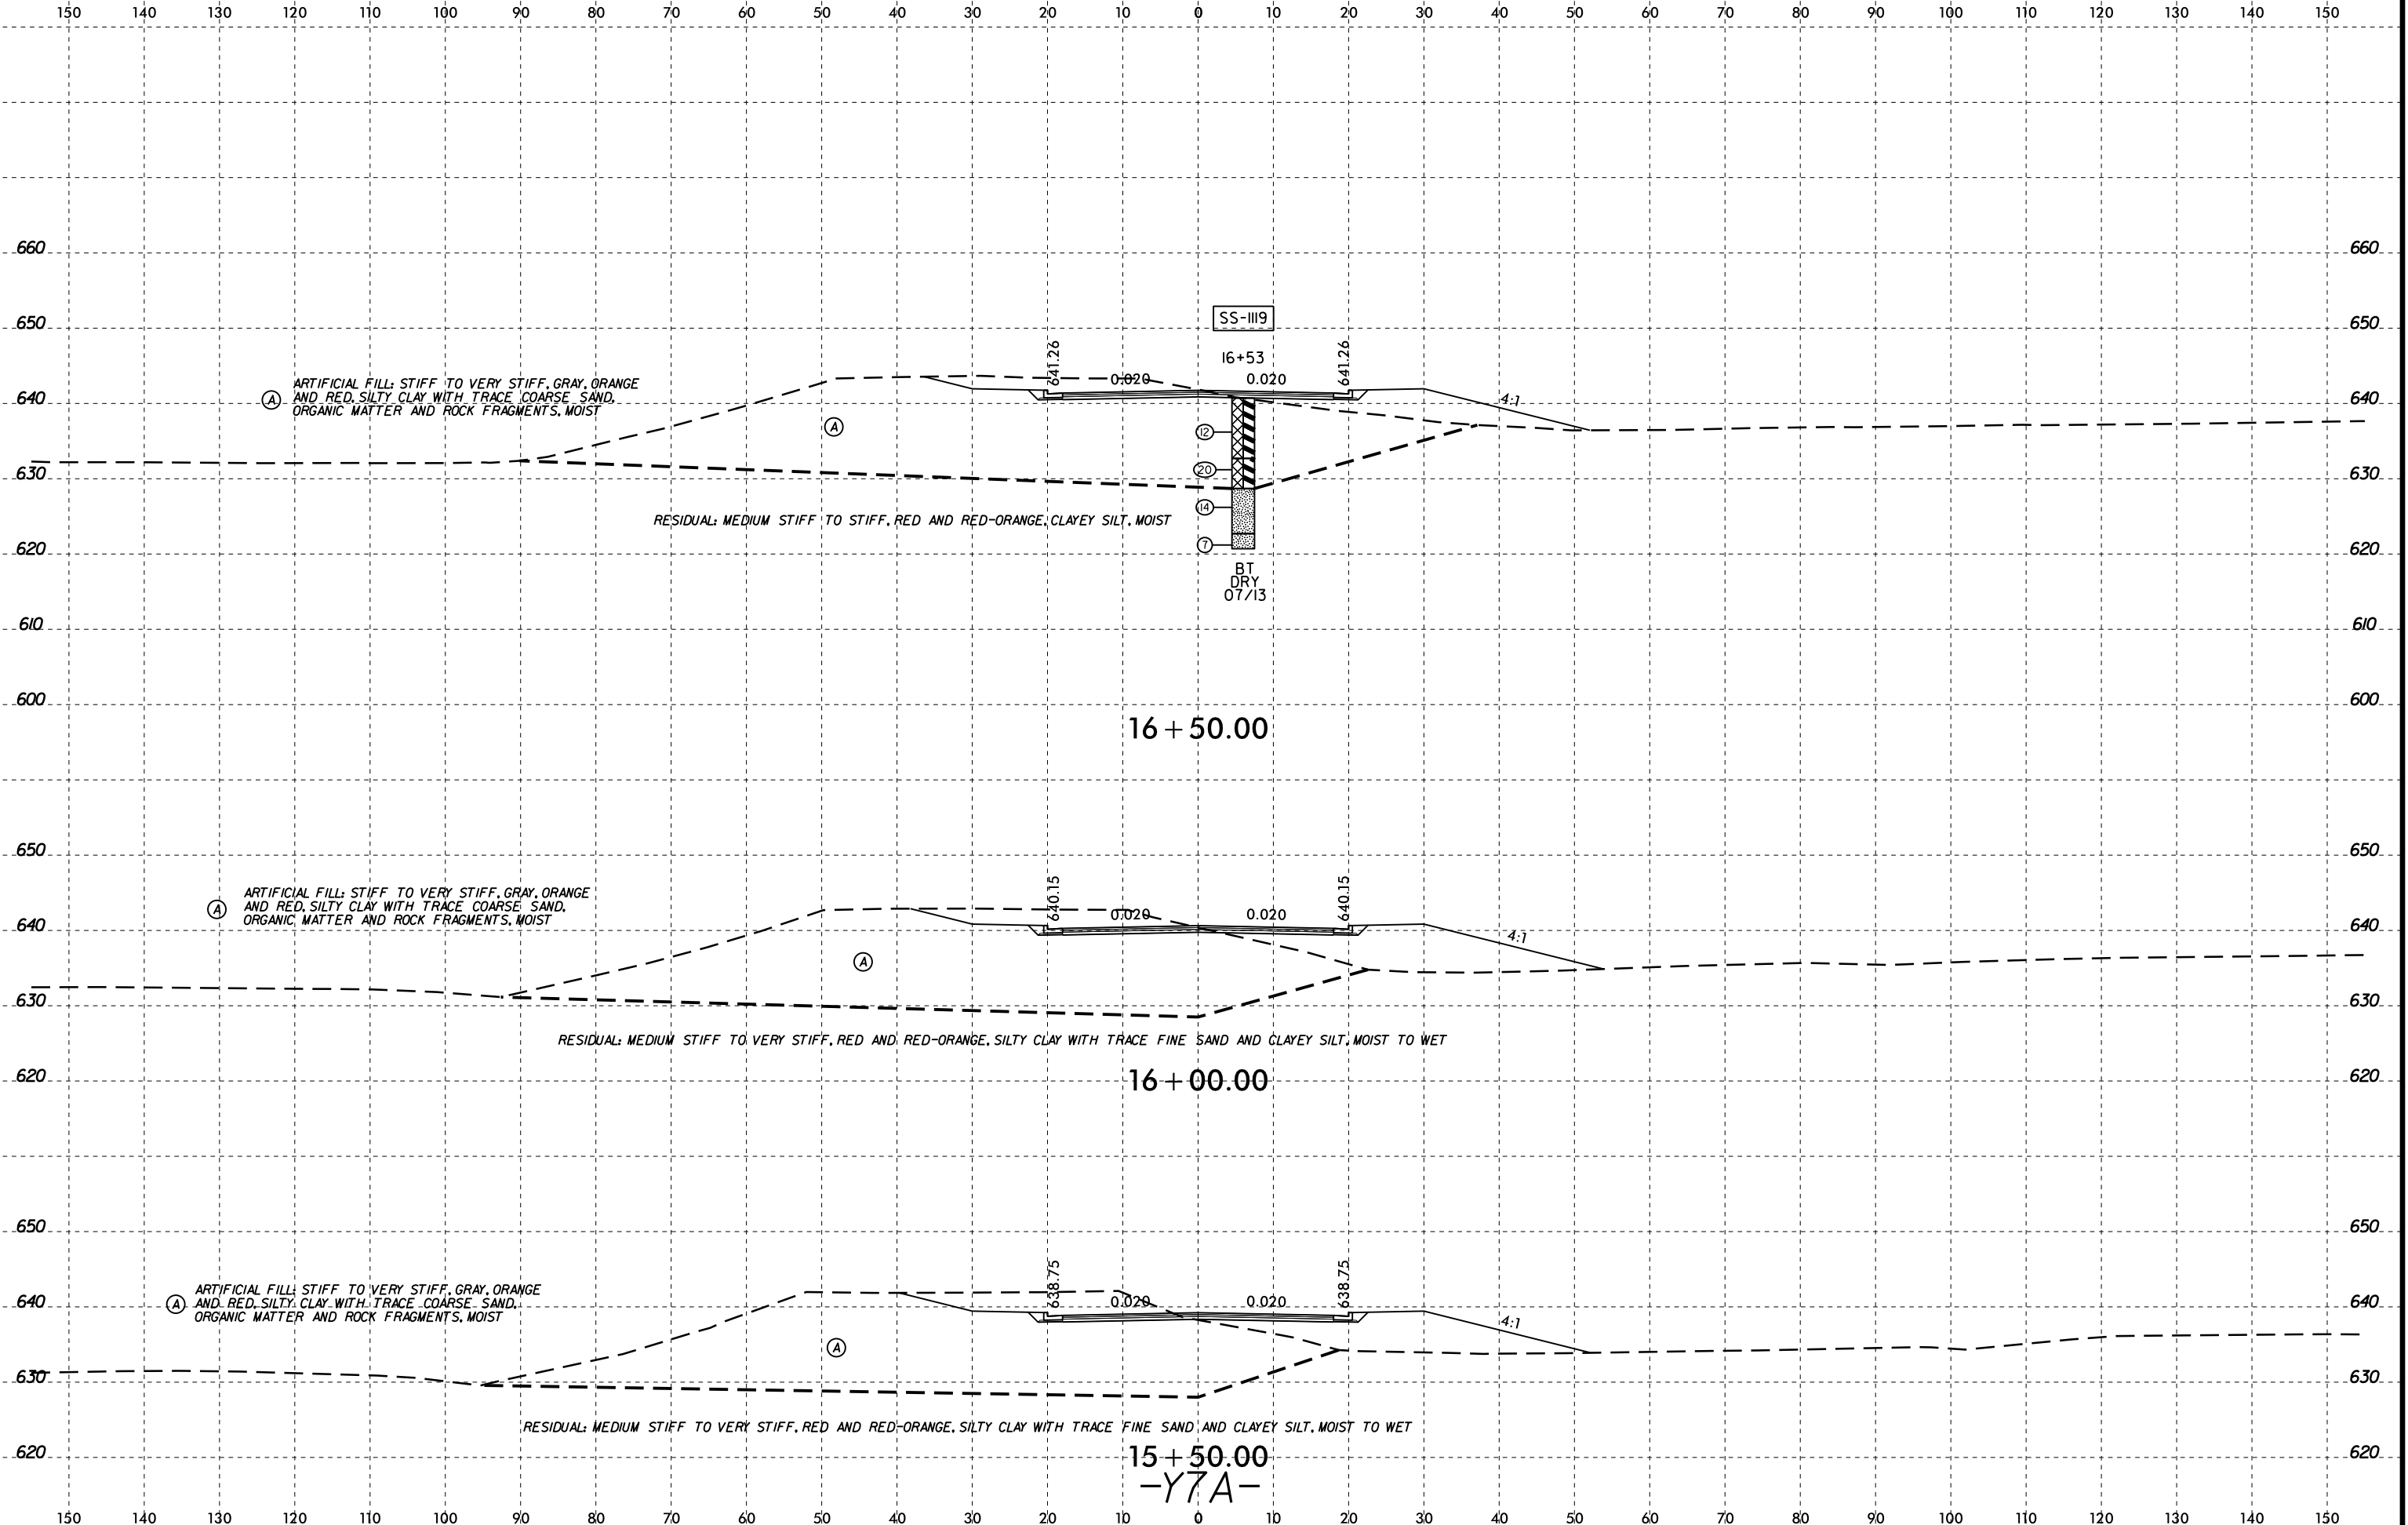 150 140 130 120 110 100 90 80 70 60 50 40 30 20 10 0 10 20 30 40 50 60 70 80 90 100 110 120 130 140 150
660 660
SS-1119
650 650
16+53
641.26 641.26
0.020 0.020
ARTIFICIAL FILL: STIFF TO VERY STIFF, GRAY, ORANGE
A AND RED, SILTY CLAY WITH TRACE COARSE SAND,
ORGANIC MATTER AND ROCK FRAGMENTS, MOIST
640 4:1 640
A
12
20
630 630
14
RESIDUAL: MEDIUM STIFF TO STIFF, RED AND RED-ORANGE, CLAYEY SILT, MOIST
7
620 620
BT
DRY
07/13
610 610
600 600
16+50.00
650 650
640.15 640.15
ARTIFICIAL FILL: STIFF TO VERY STIFF, GRAY, ORANGE
A AND RED, SILTY CLAY WITH TRACE COARSE SAND,
ORGANIC MATTER AND ROCK FRAGMENTS, MOIST
0.020 0.020
640 4:1 640
A
630 630
RESIDUAL: MEDIUM STIFF TO VERY STIFF, RED AND RED-ORANGE, SILTY CLAY WITH TRACE FINE SAND AND CLAYEY SILT, MOIST TO WET
620 620
16+00.00
650 650
638.75 638.75
ARTIFICIAL FILL: STIFF TO VERY STIFF, GRAY, ORANGE
A AND RED, SILTY CLAY WITH TRACE COARSE SAND,
ORGANIC MATTER AND ROCK FRAGMENTS, MOIST
0.020 0.020
640 4:1 640
A
630 630
RESIDUAL: MEDIUM STIFF TO VERY STIFF, RED AND RED-ORANGE, SILTY CLAY WITH TRACE FINE SAND AND CLAYEY SILT, MOIST TO WET
620 620
15+50.00
-Y7A-
150 140 130 120 110 100 90 80 70 60 50 40 30 20 10 0 10 20 30 40 50 60 70 80 90 100 110 120 130 140 150